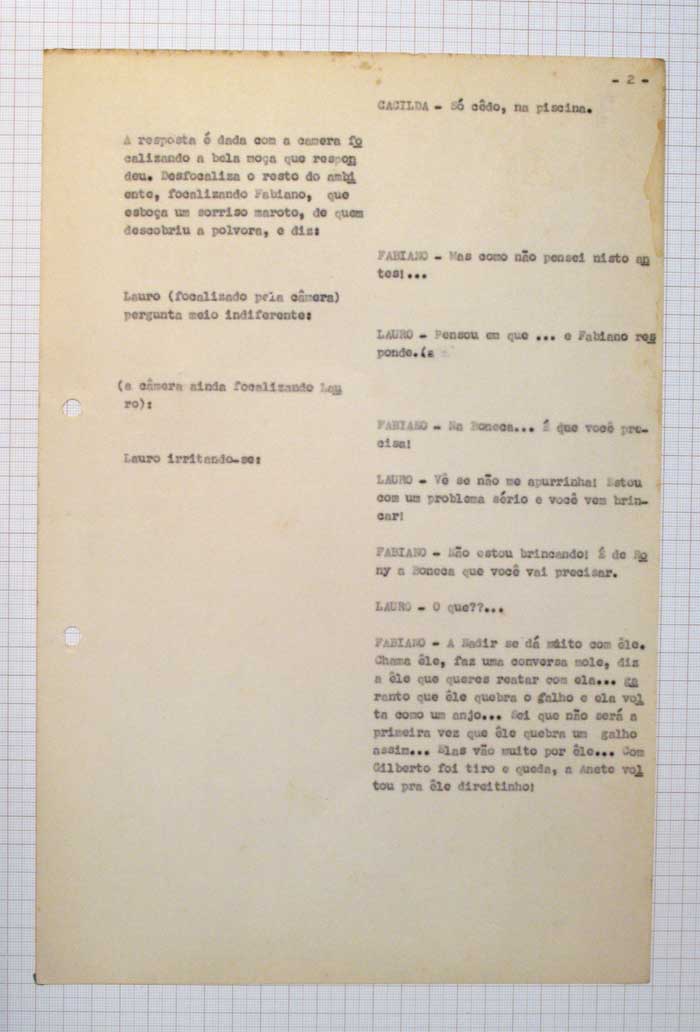 - 2 -
CACILDA - Só cêdo, na piscina.
A resposta é dada com a camera fo
calizando a bela moça que respon
deu. Desfocaliza o resto do ambi
ente, focalizando Fabiano, que
esboça um sorriso maroto, de quem
descobriu a polvora, e diz:
FABIANO - Mas como não pensei nisto an
tes!...
Lauro (focalizado pela câmera)
pergunta meio indiferente:
LAURO - Pensou em que ... e Fabiano res
ponde.
(a câmera ainda focalizando Lau
ro):
FABIANO - Na Boneca... É que você pre-
cisa!
Lauro irritando-se:
LAURO - Vê se não me apurrinha! Estou
com um problema sério e você vem brin-
car!
FABIANO - Não estou brincando! É de Ro
ny a Boneca que você vai precisar.
LAURO - O que??...
FABIANO - A Nadir se dá múito com êle.
Chama êle, faz uma conversa mole, diz
a êle que queres reatar com ela... ga
ranto que êle quebra o galho e ela vol
ta como um anjo... Sei que não será a
primeira vez que êle quebra um galho
assim... Elas vão muito por êle... Com
Gilberto foi tiro e queda, a Anete vol
tou pra êle direitinho!